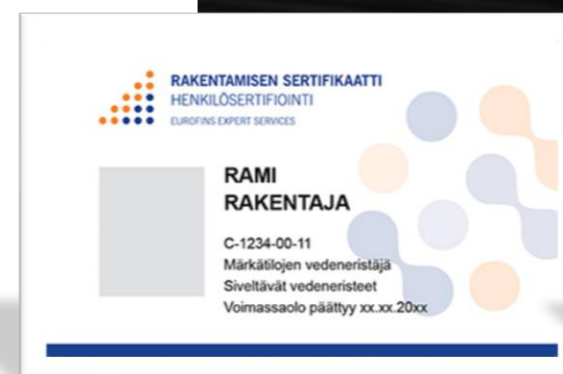 RAKENTAMISEN SERTIFIKAATTI
HENKILÖSERTIFIOINTI
EUROFINS EXPERT SERVICES
RAMI
RAKENTAJA
C-1234-00-11
Märkätilojen vedeneristäjä
Siveltävät vedeneristeet
Voimassaolo päättyy xx.xx.20xx